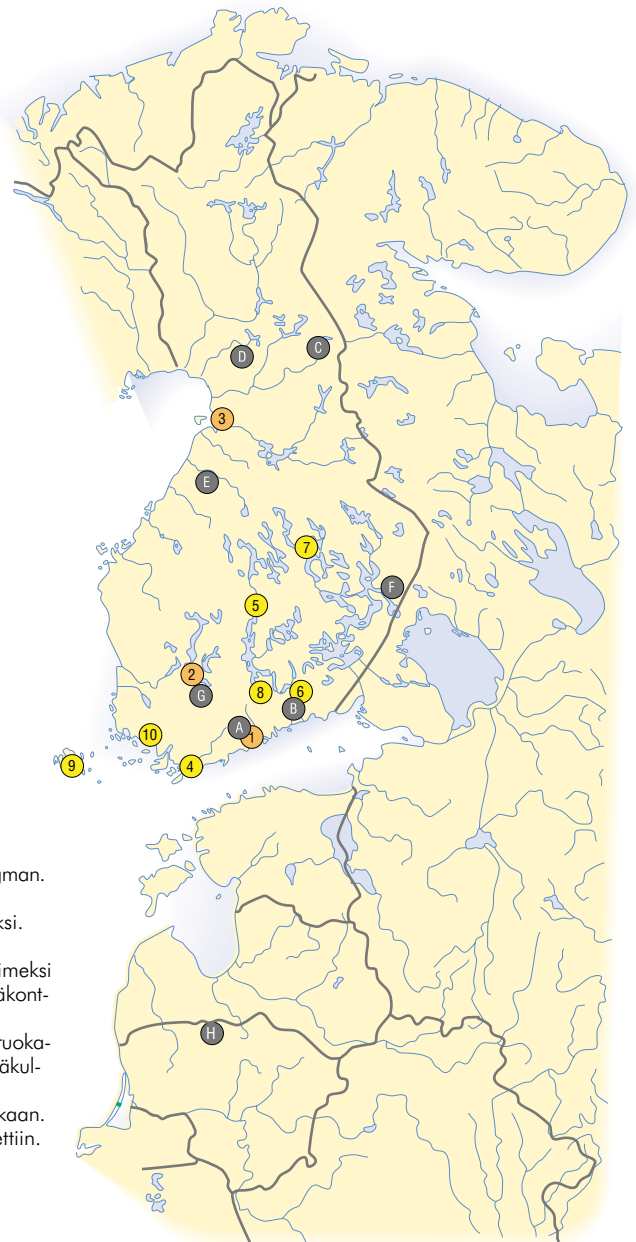 C
D
3
E
7
F
5
2
G
8
6
B
A
1
10
4
9
gman.
ksi.
imeksi
äkont-
ruoka-
äkul-
kaan.
ettiin.
H